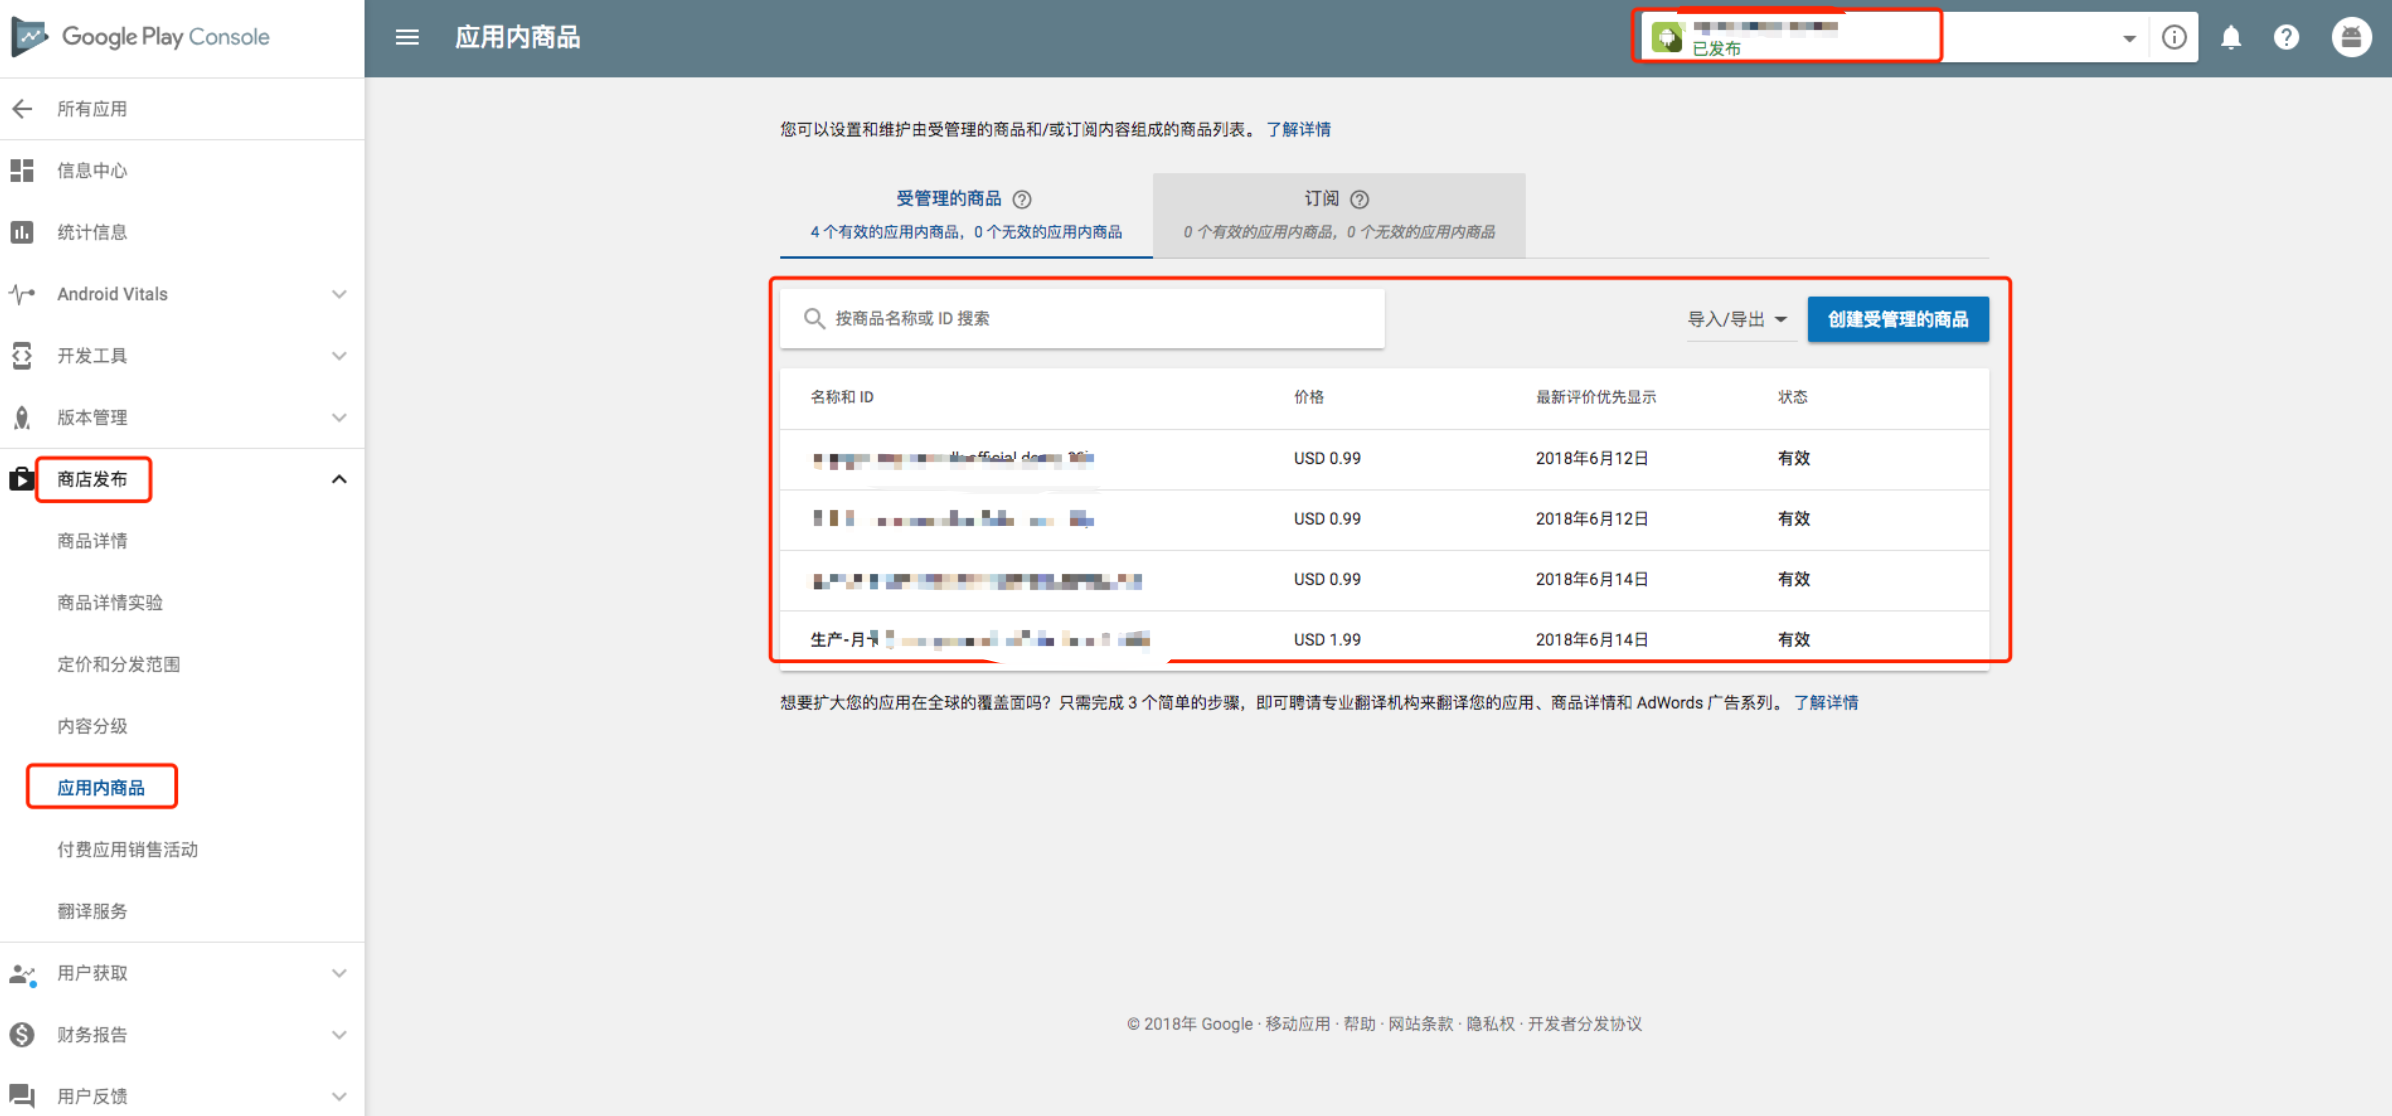 Google Play Console
应用内商品
已发布
所有应用
信息中心
统计信息
Android Vitals
开发工具
版本管理
商店发布
商品详情
商品详情实验
定价和分发范围
内容分级
应用内商品
付费应用销售活动
翻译服务
用户获取
财务报告
用户反馈
您可以设置和维护由受管理的商品和/或订阅内容组成的商品列表。 了解详情
受管理的商品
4 个有效的应用内商品，0 个无效的应用内商品
订阅
0 个有效的应用内商品，0 个无效的应用内商品
按商品名称或 ID 搜索
导入/导出
创建受管理的商品
名称和 ID 价格 最新评价优先显示 状态
USD 0.99 2018年6月12日 有效
USD 0.99 2018年6月12日 有效
USD 0.99 2018年6月14日 有效
生产-月 USD 1.99 2018年6月14日 有效
想要扩大您的应用在全球的覆盖面吗？只需完成 3 个简单的步骤，即可聘请专业翻译机构来翻译您的应用、商品详情和 AdWords 广告系列。 了解详情
© 2018年 Google · 移动应用 · 帮助 · 网站条款 · 隐私权 · 开发者分发协议